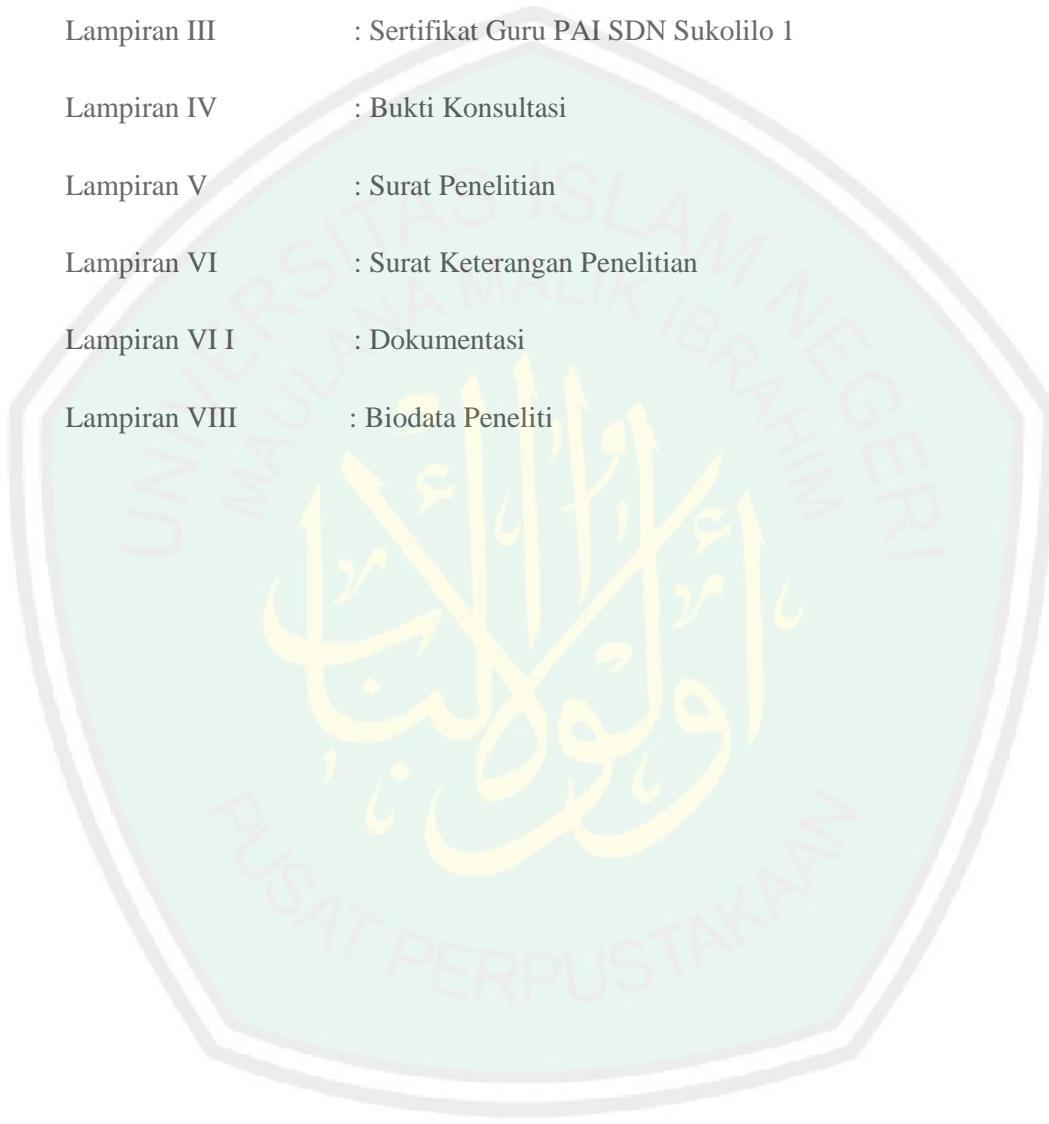 Lampiran III : Sertifikat Guru PAI SDN Sukolilo 1
Lampiran IV : Bukti Konsultasi
Lampiran V : Surat Penelitian
Lampiran VI : Surat Keterangan Penelitian
Lampiran VI I : Dokumentasi
Lampiran VIII : Biodata Peneliti
UNIVERSITAS ISLAM NEGERI
MAULANA MALIK IBRAHIM
PUSAT PERPUSTAKAAN